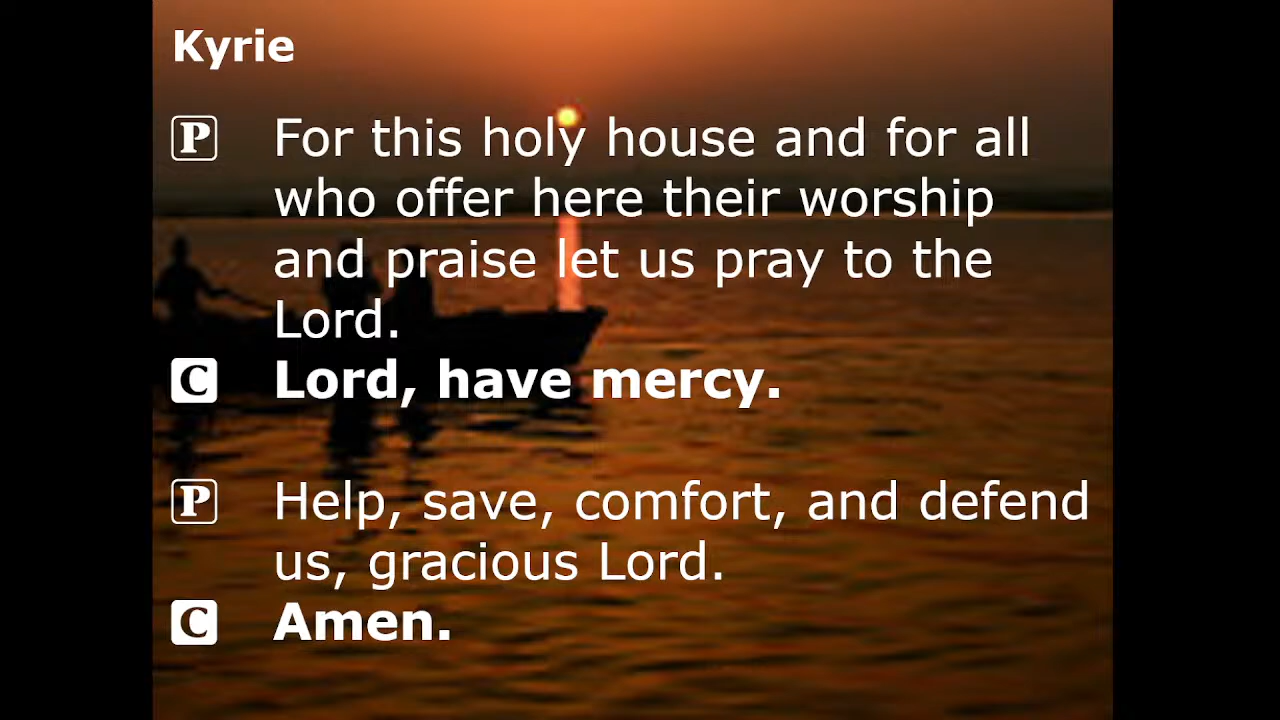 Kyrie
P For this holy house and for all
who offer here their worship
and praise let us pray to the
Lord.
C Lord, have mercy.
P Help, save, comfort, and defend
us, gracious Lord.
C Amen.